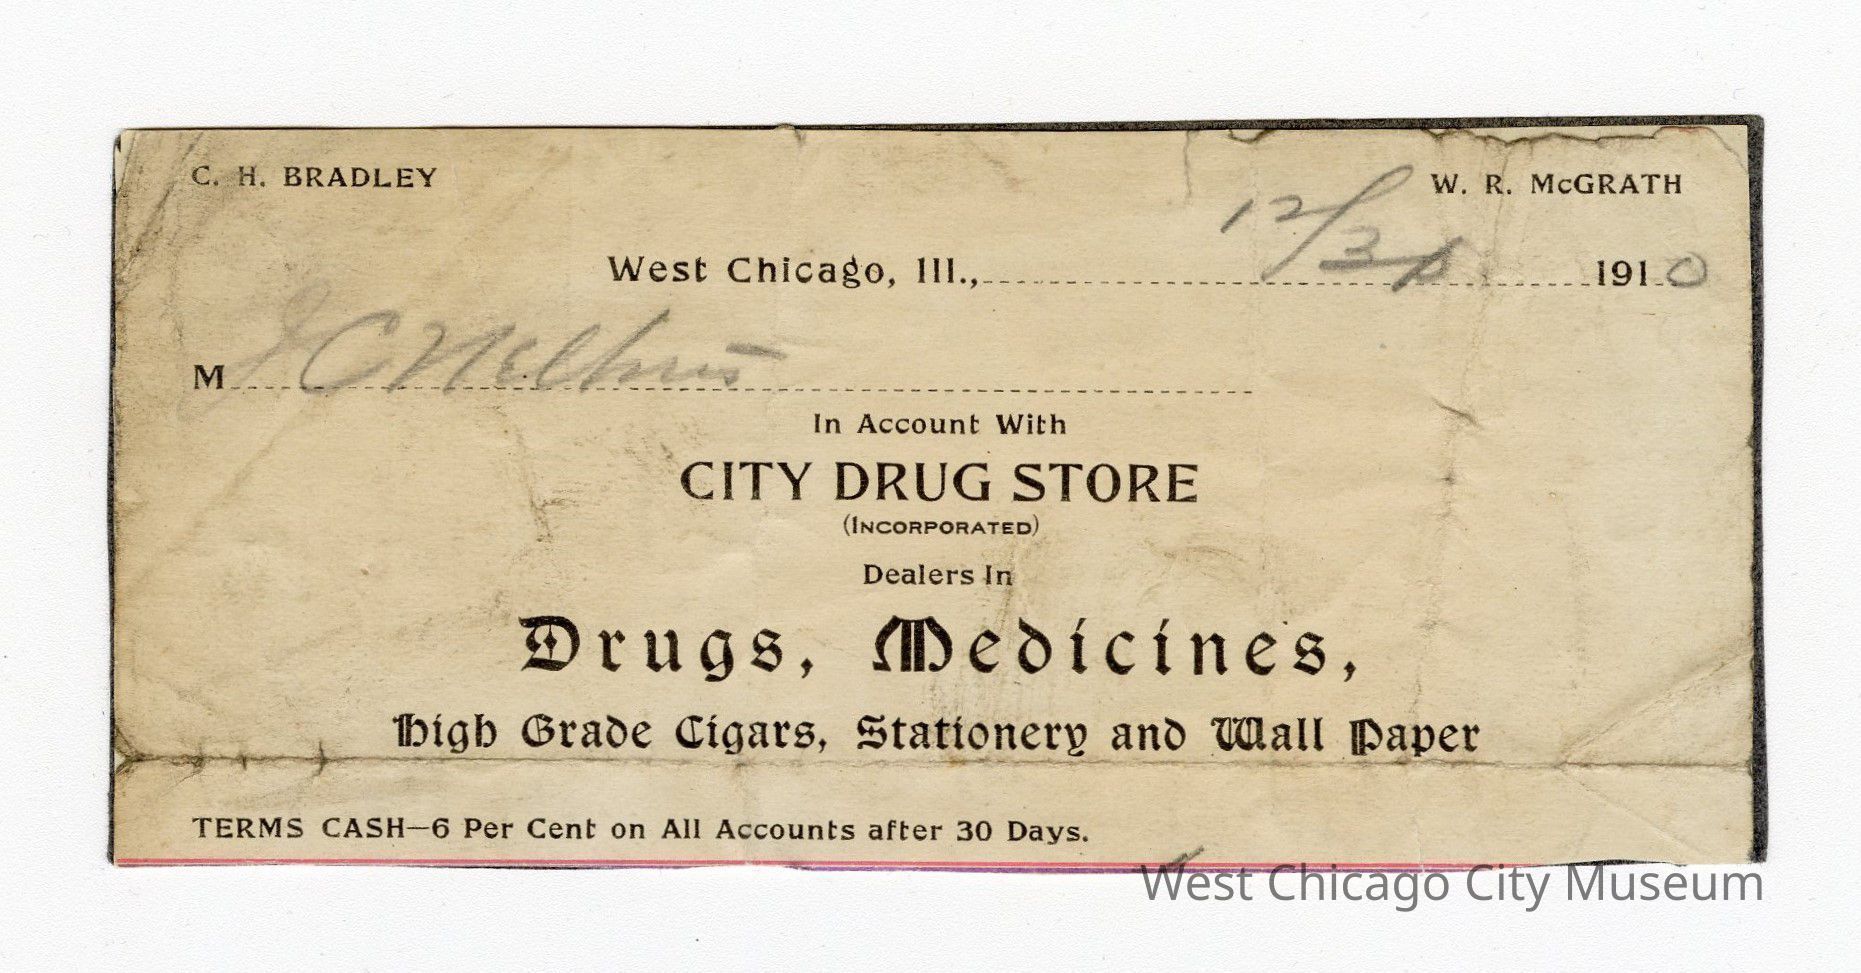 C. H. BRADLEY
W. R. McGRATH
West Chicago, Ill., 12/3 1910
M J C
In Account With
CITY DRUG STORE
(INCORPORATED)
Dealers In
Drugs, Medicines,
High Grade Cigars, Stationery and Wall Paper
TERMS CASH—6 Per Cent on All Accounts after 30 Days.
West Chicago City Museum